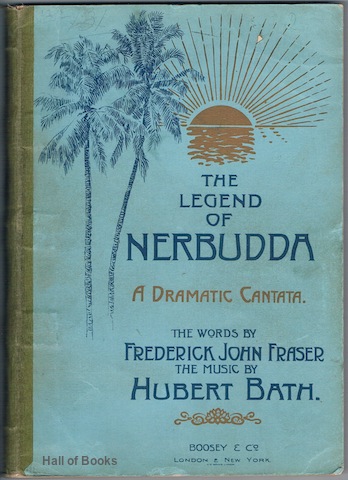 THE
LEGEND
OF
NERBUDDA
A DRAMATIC CANTATA.
THE WORDS BY
FREDERICK JOHN FRASER
THE MUSIC BY
HUBERT BATH.
BOOSEY & Co
LONDON & NEW YORK
Hall of Books